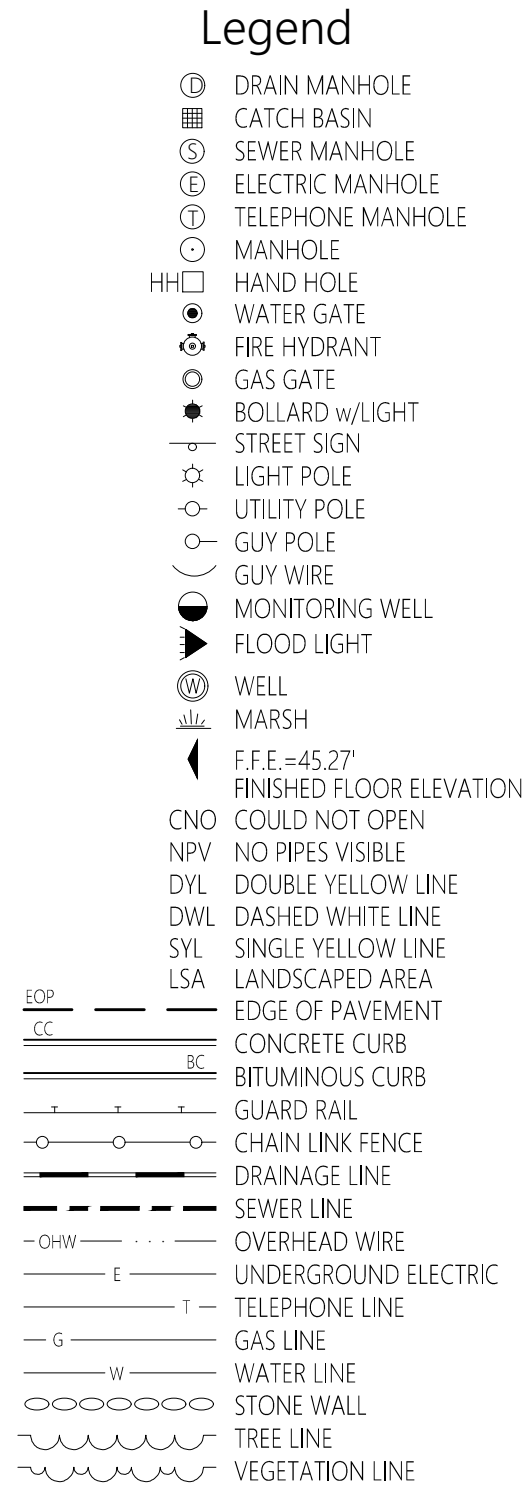 Legend
D DRAIN MANHOLE
CATCH BASIN
S SEWER MANHOLE
E ELECTRIC MANHOLE
T TELEPHONE MANHOLE
MANHOLE
HH HAND HOLE
WATER GATE
FIRE HYDRANT
GAS GATE
BOLLARD w/LIGHT
STREET SIGN
LIGHT POLE
UTILITY POLE
GUY POLE
GUY WIRE
MONITORING WELL
FLOOD LIGHT
W WELL
MARSH
F.F.E.=45.27'
FINISHED FLOOR ELEVATION
CNO COULD NOT OPEN
NPV NO PIPES VISIBLE
DYL DOUBLE YELLOW LINE
DWL DASHED WHITE LINE
SYL SINGLE YELLOW LINE
LSA LANDSCAPED AREA
EOP EDGE OF PAVEMENT
CC CONCRETE CURB
BC BITUMINOUS CURB
T T T GUARD RAIL
CHAIN LINK FENCE
DRAINAGE LINE
SEWER LINE
OHW OVERHEAD WIRE
E UNDERGROUND ELECTRIC
T TELEPHONE LINE
G GAS LINE
W WATER LINE
STONE WALL
TREE LINE
VEGETATION LINE